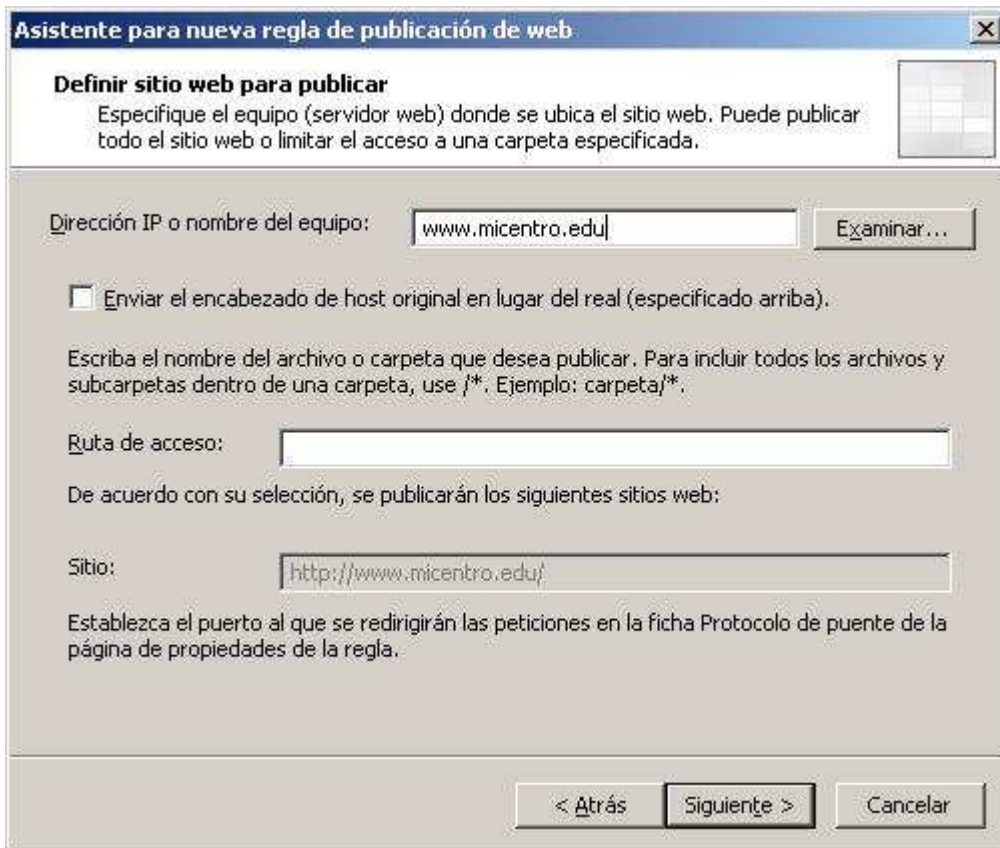 Asistente para nueva regla de publicación de web
Definir sitio web para publicar
Especifique el equipo (servidor web) donde se ubica el sitio web. Puede publicar
todo el sitio web o limitar el acceso a una carpeta especificada.
Dirección IP o nombre del equipo: www.micentro.edu Examinar...
Enviar el encabezado de host original en lugar del real (especificado arriba).
Escriba el nombre del archivo o carpeta que desea publicar. Para incluir todos los archivos y
subcarpetas dentro de una carpeta, use /*. Ejemplo: carpeta/*.
Ruta de acceso:
De acuerdo con su selección, se publicarán los siguientes sitios web:
Sitio: http://www.micentro.edu/
Establezca el puerto al que se redirigirán las peticiones en la ficha Protocolo de puente de la
página de propiedades de la regla.
< Atrás Siguiente > Cancelar